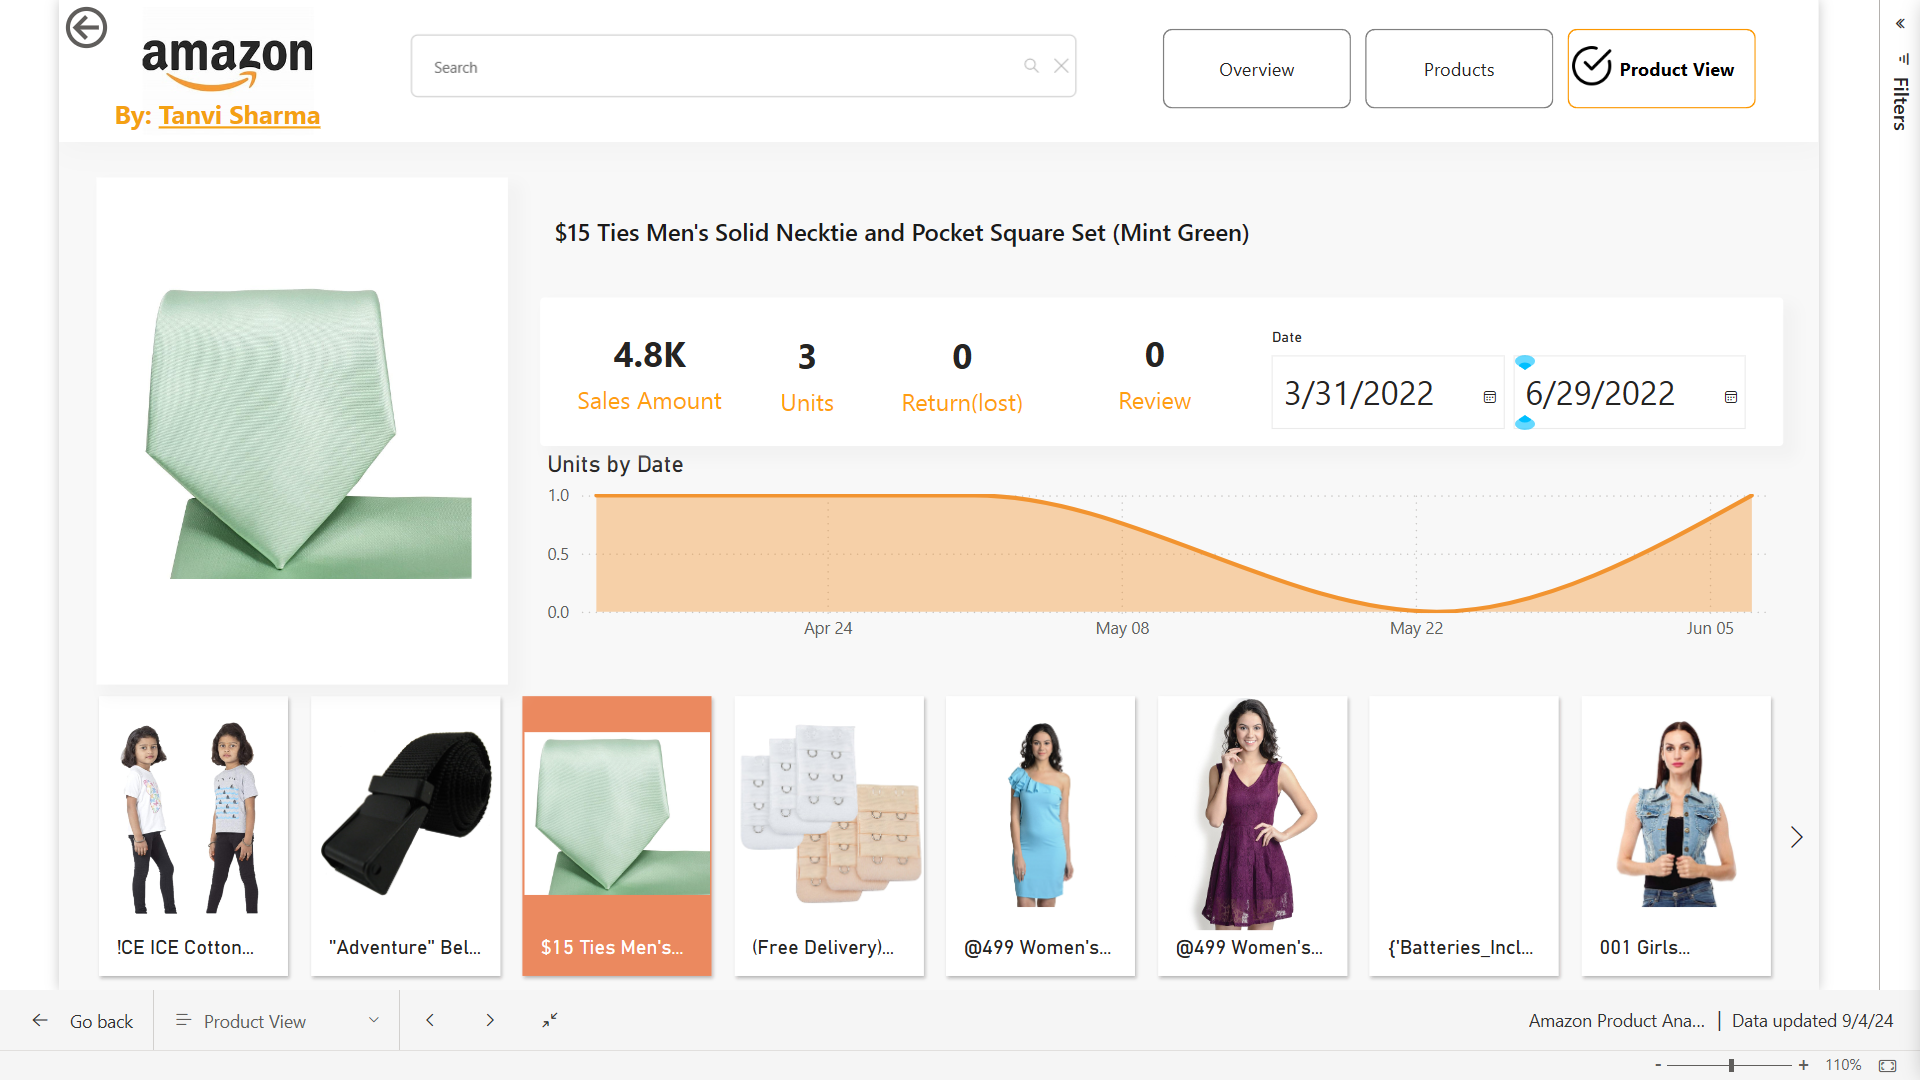 amazon
By: Tanvi Sharma
Search
Overview
Products
Product View
Filters
$15 Ties Men's Solid Necktie and Pocket Square Set (Mint Green)
4.8K
Sales Amount
3
Units
0
Return(lost)
0
Review
Date
3/31/2022
6/29/2022
Units by Date
1.0
0.5
0.0
Apr 24
May 08
May 22
Jun 05
!CE ICE Cotton...
"Adventure" Bel...
$15 Ties Men's...
(Free Delivery)...
@499 Women's...
@499 Women's...
{'Batteries_Incl...
001 Girls...
Go back
Product View
Amazon Product Ana... | Data updated 9/4/24
- + 110%